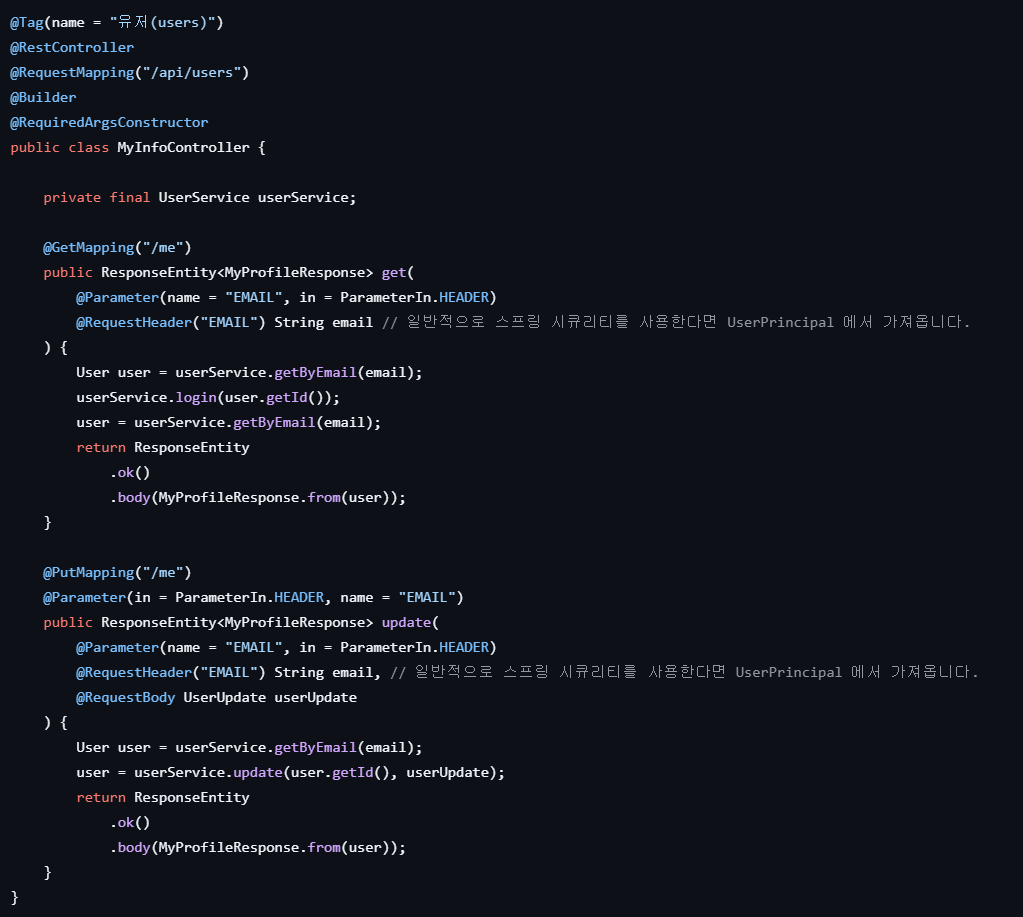 @Tag(name = "유저(users)")
@RestController
@RequestMapping("/api/users")
@Builder
@RequiredArgsConstructor
public class MyInfoController {
    private final UserService userService;
    @GetMapping("/me")
    public ResponseEntity<MyProfileResponse> get(
        @Parameter(name = "EMAIL", in = ParameterIn.HEADER)
        @RequestHeader("EMAIL") String email // 일반적으로 스프링 시큐리티를 사용한다면 UserPrincipal 에서 가져옵니다.
    ) {
        User user = userService.getByEmail(email);
        userService.login(user.getId());
        user = userService.getByEmail(email);
        return ResponseEntity
            .ok()
            .body(MyProfileResponse.from(user));
    }
    @PutMapping("/me")
    @Parameter(in = ParameterIn.HEADER, name = "EMAIL")
    public ResponseEntity<MyProfileResponse> update(
        @Parameter(name = "EMAIL", in = ParameterIn.HEADER)
        @RequestHeader("EMAIL") String email, // 일반적으로 스프링 시큐리티를 사용한다면 UserPrincipal 에서 가져옵니다.
        @RequestBody UserUpdate userUpdate
    ) {
        User user = userService.getByEmail(email);
        user = userService.update(user.getId(), userUpdate);
        return ResponseEntity
            .ok()
            .body(MyProfileResponse.from(user));
    }
}